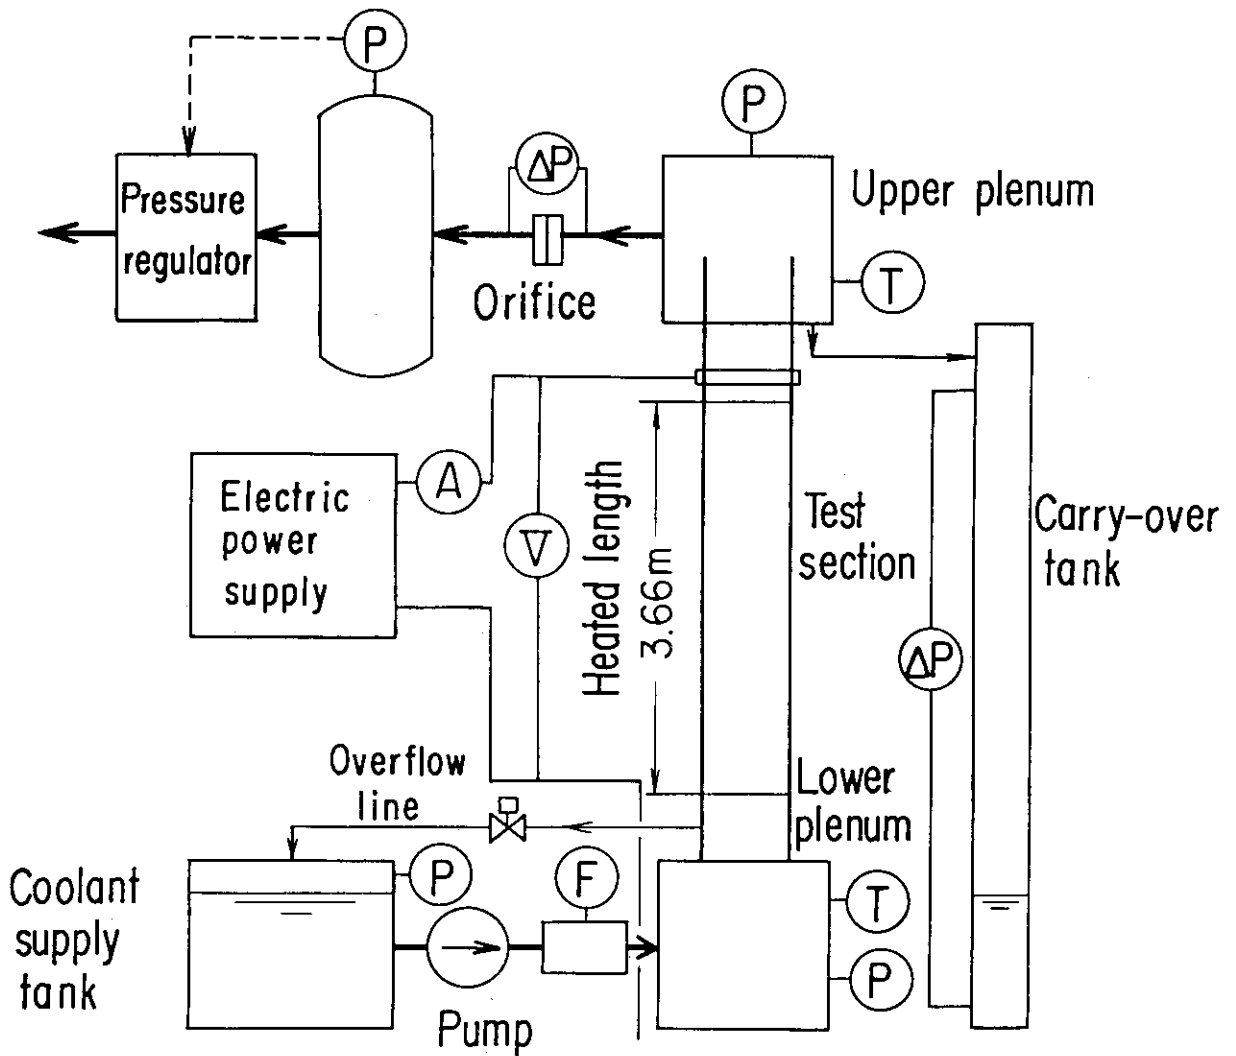 P
P
ΔP
Pressure
regulator
Upper plenum
T
Orifice
A
Electric
power
supply
V
Heated length
3.66m
Test
section
Carry-over
tank
ΔP
Overflow
line
Lower
plenum
P
F
T
Coolant
supply
tank
P
Pump